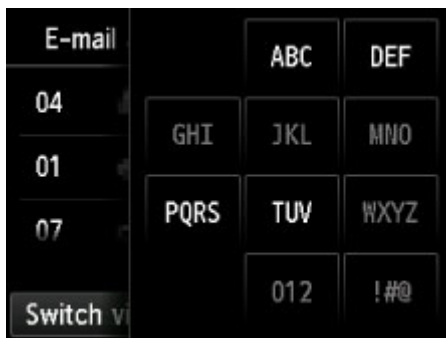 E-mail
ABC DEF
04
GHI JKL MNO
01
PQRS TUV WXYZ
07
012 !#@
Switch